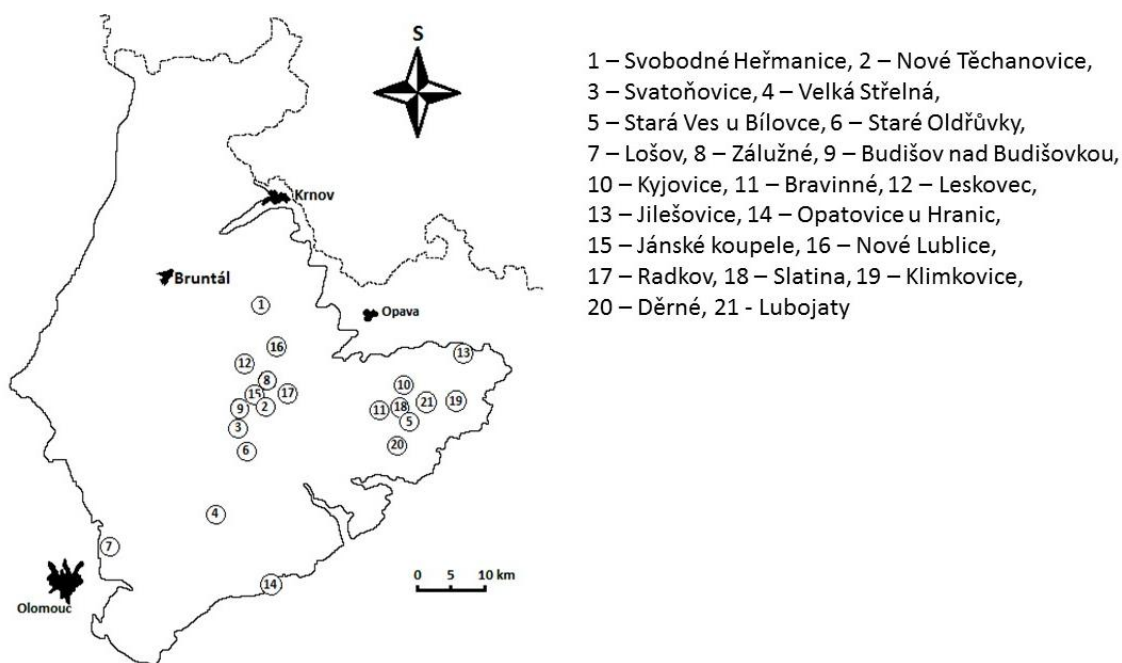 S
1 – Svobodné Heřmanice, 2 – Nové Těchanovice,
3 – Svatoňovice, 4 – Velká Střelná,
5 – Stará Ves u Bílovce, 6 – Staré Oldřůvky,
7 – Lošov, 8 – Zálužné, 9 – Budišov nad Budišovkou,
10 – Kyjovice, 11 – Bravinné, 12 – Leskovec,
13 – Jilešovice, 14 – Opatovice u Hranic,
15 – Jánské koupele, 16 – Nové Lublice,
17 – Radkov, 18 – Slatina, 19 – Klimkovice,
20 – Děrné, 21 - Lubojaty
Krnov
Bruntál
1
Opava
16
13
12
8
10
15
17
21
19
9
2
11
18
5
3
20
6
4
7
14
0 5 10 km
Olomouc